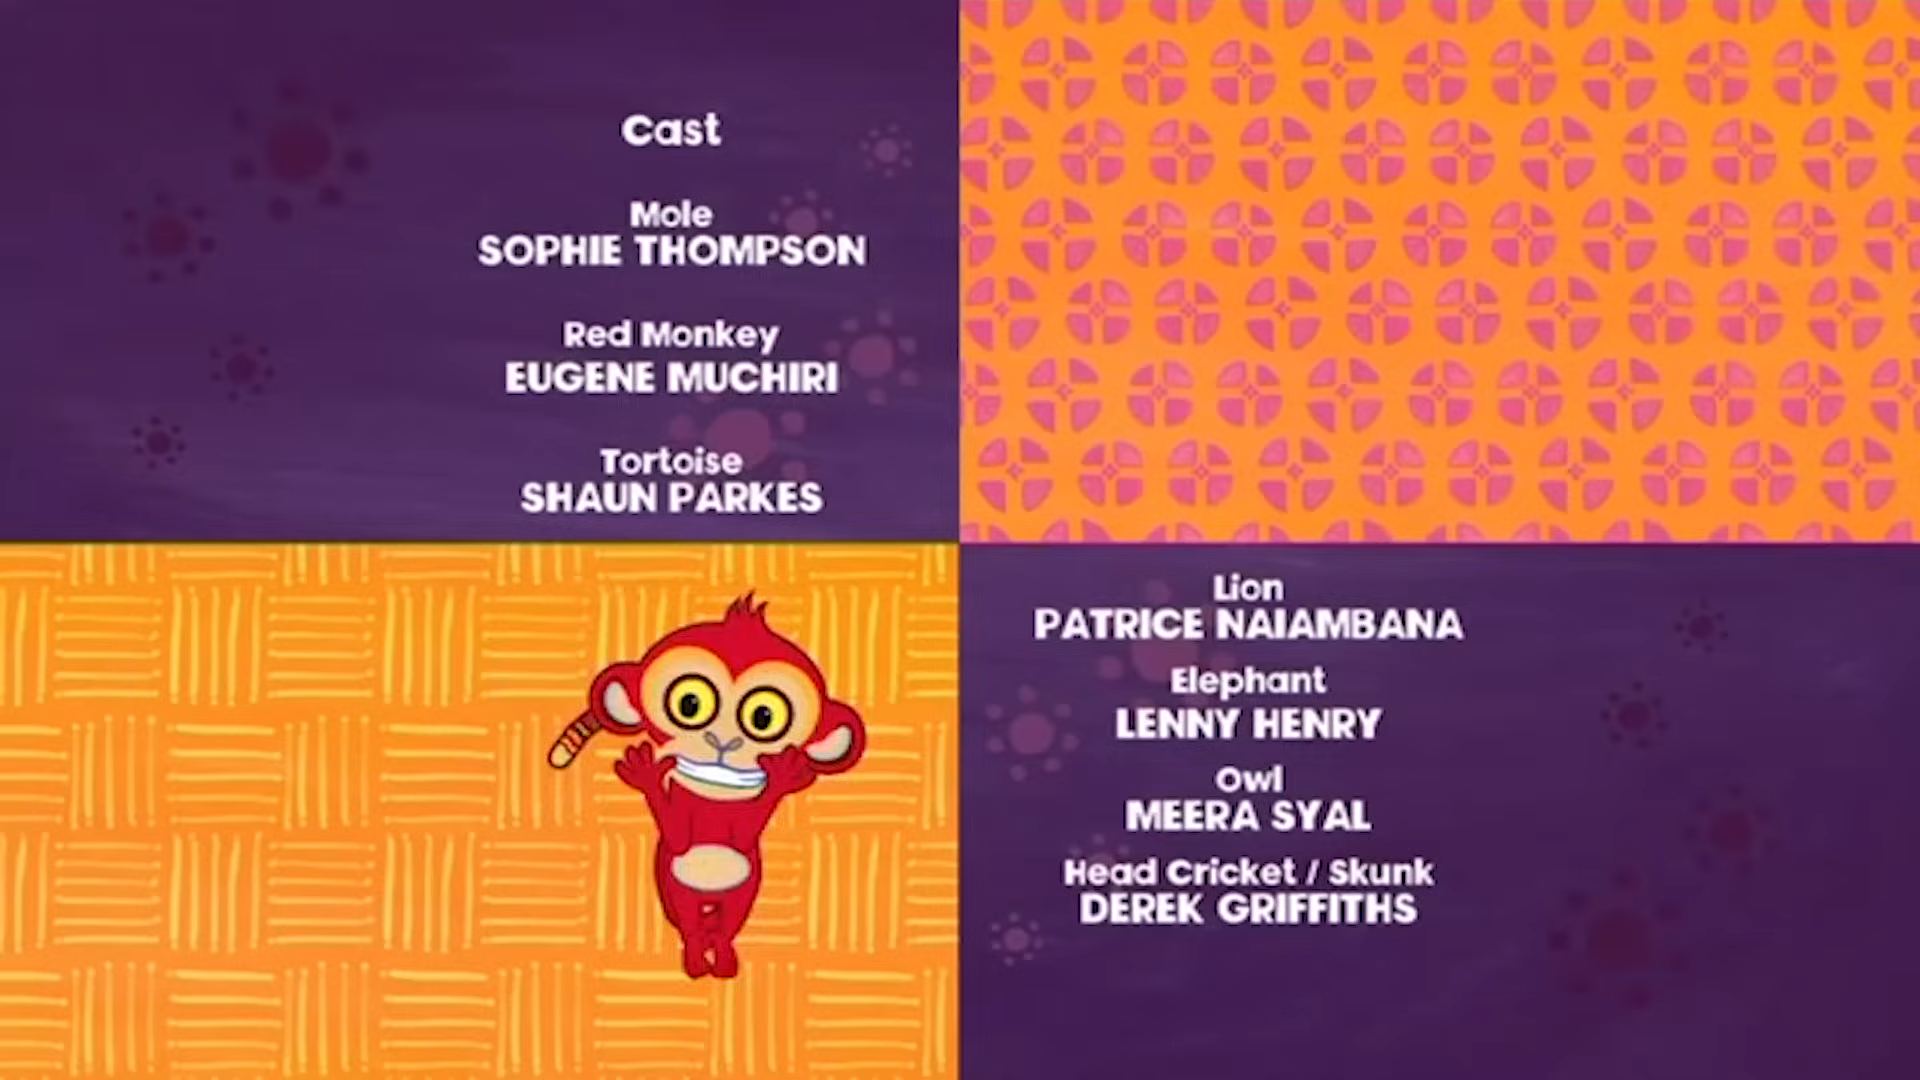 Cast
Mole
SOPHIE THOMPSON
Red Monkey
EUGENE MUCHIRI
Tortoise
SHAUN PARKES
Lion
PATRICE NAIAMBANA
Elephant
LENNY HENRY
Owl
MEERA SYAL
Head Cricket / Skunk
DEREK GRIFFITHS